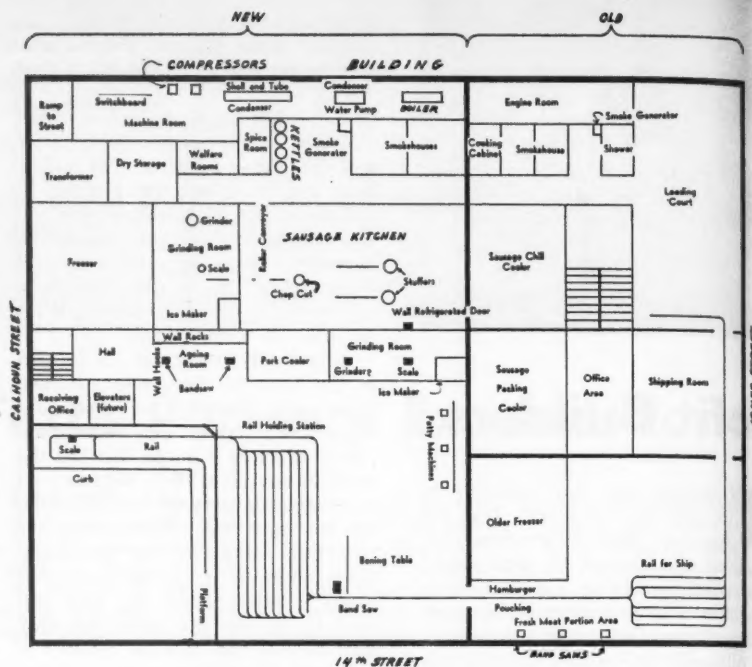 NEW
OLD
COMPRESSORS
BUILDING
Ramp
to
Street
Switchboard
Machine Room
Shell and Tube
Condenser
Condenser
Water Pump
BOILER
Engine Room
Smoke Generator
Transformer
Dry Storage
Welfare
Rooms
Spice
Room
KETTLES
Smoke
Generator
Smokehouses
Cooking
Cabinet
Smokehouse
Shower
Loading
Court
Freezer
Grinder
Grinding Room
Scale
Ice Maker
Roller Conveyor
SAUSAGE KITCHEN
Chop Cut
Stuffers
Wall Refrigerated Door
Sausage Chill
Cooler
CALHOUN STREET
Hall
Wall Racks
Wall Hooks
Ageing
Room
Bandsaw
Pork Cooler
Grinding Room
Grinder
Scale
Ice Maker
Sausage
Packing
Cooler
Office
Area
Shipping Room
Receiving
Office
Elevators
(future)
Rail Holding Station
Scale
Rail
Curb
Patty Machines
Platform
Boning Table
Band Saw
Older Freezer
Rail for Ship
Hamburger
Pouching
Fresh Meat Portion Area
BAND SAWS
14th STREET